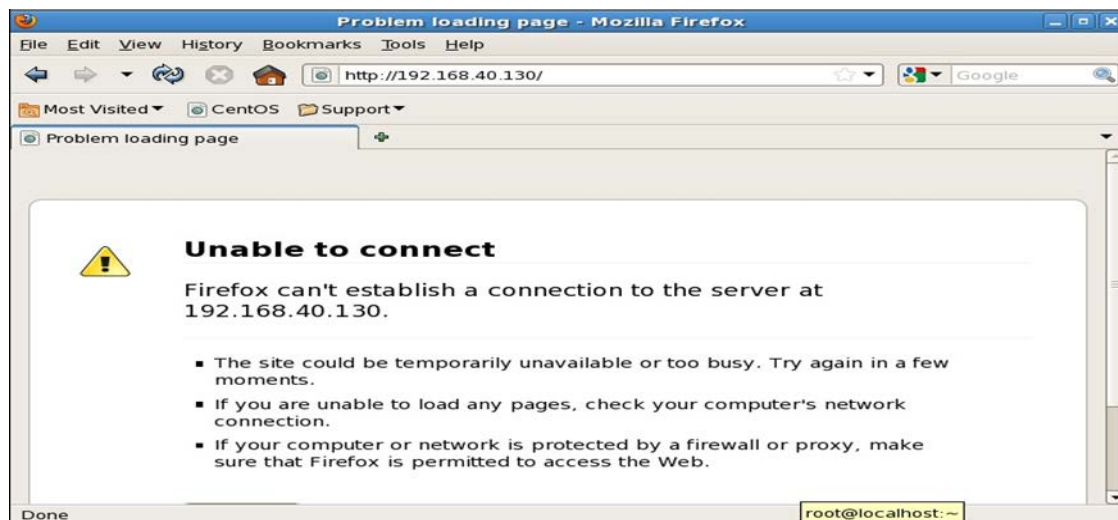 Problem loading page - Mozilla Firefox
File Edit View History Bookmarks Tools Help
http://192.168.40.130/ Google
Most Visited CentOS Support
Problem loading page
Unable to connect
Firefox can't establish a connection to the server at
192.168.40.130.
The site could be temporarily unavailable or too busy. Try again in a few
moments.
If you are unable to load any pages, check your computer's network
connection.
If your computer or network is protected by a firewall or proxy, make
sure that Firefox is permitted to access the Web.
Done root@localhost:~